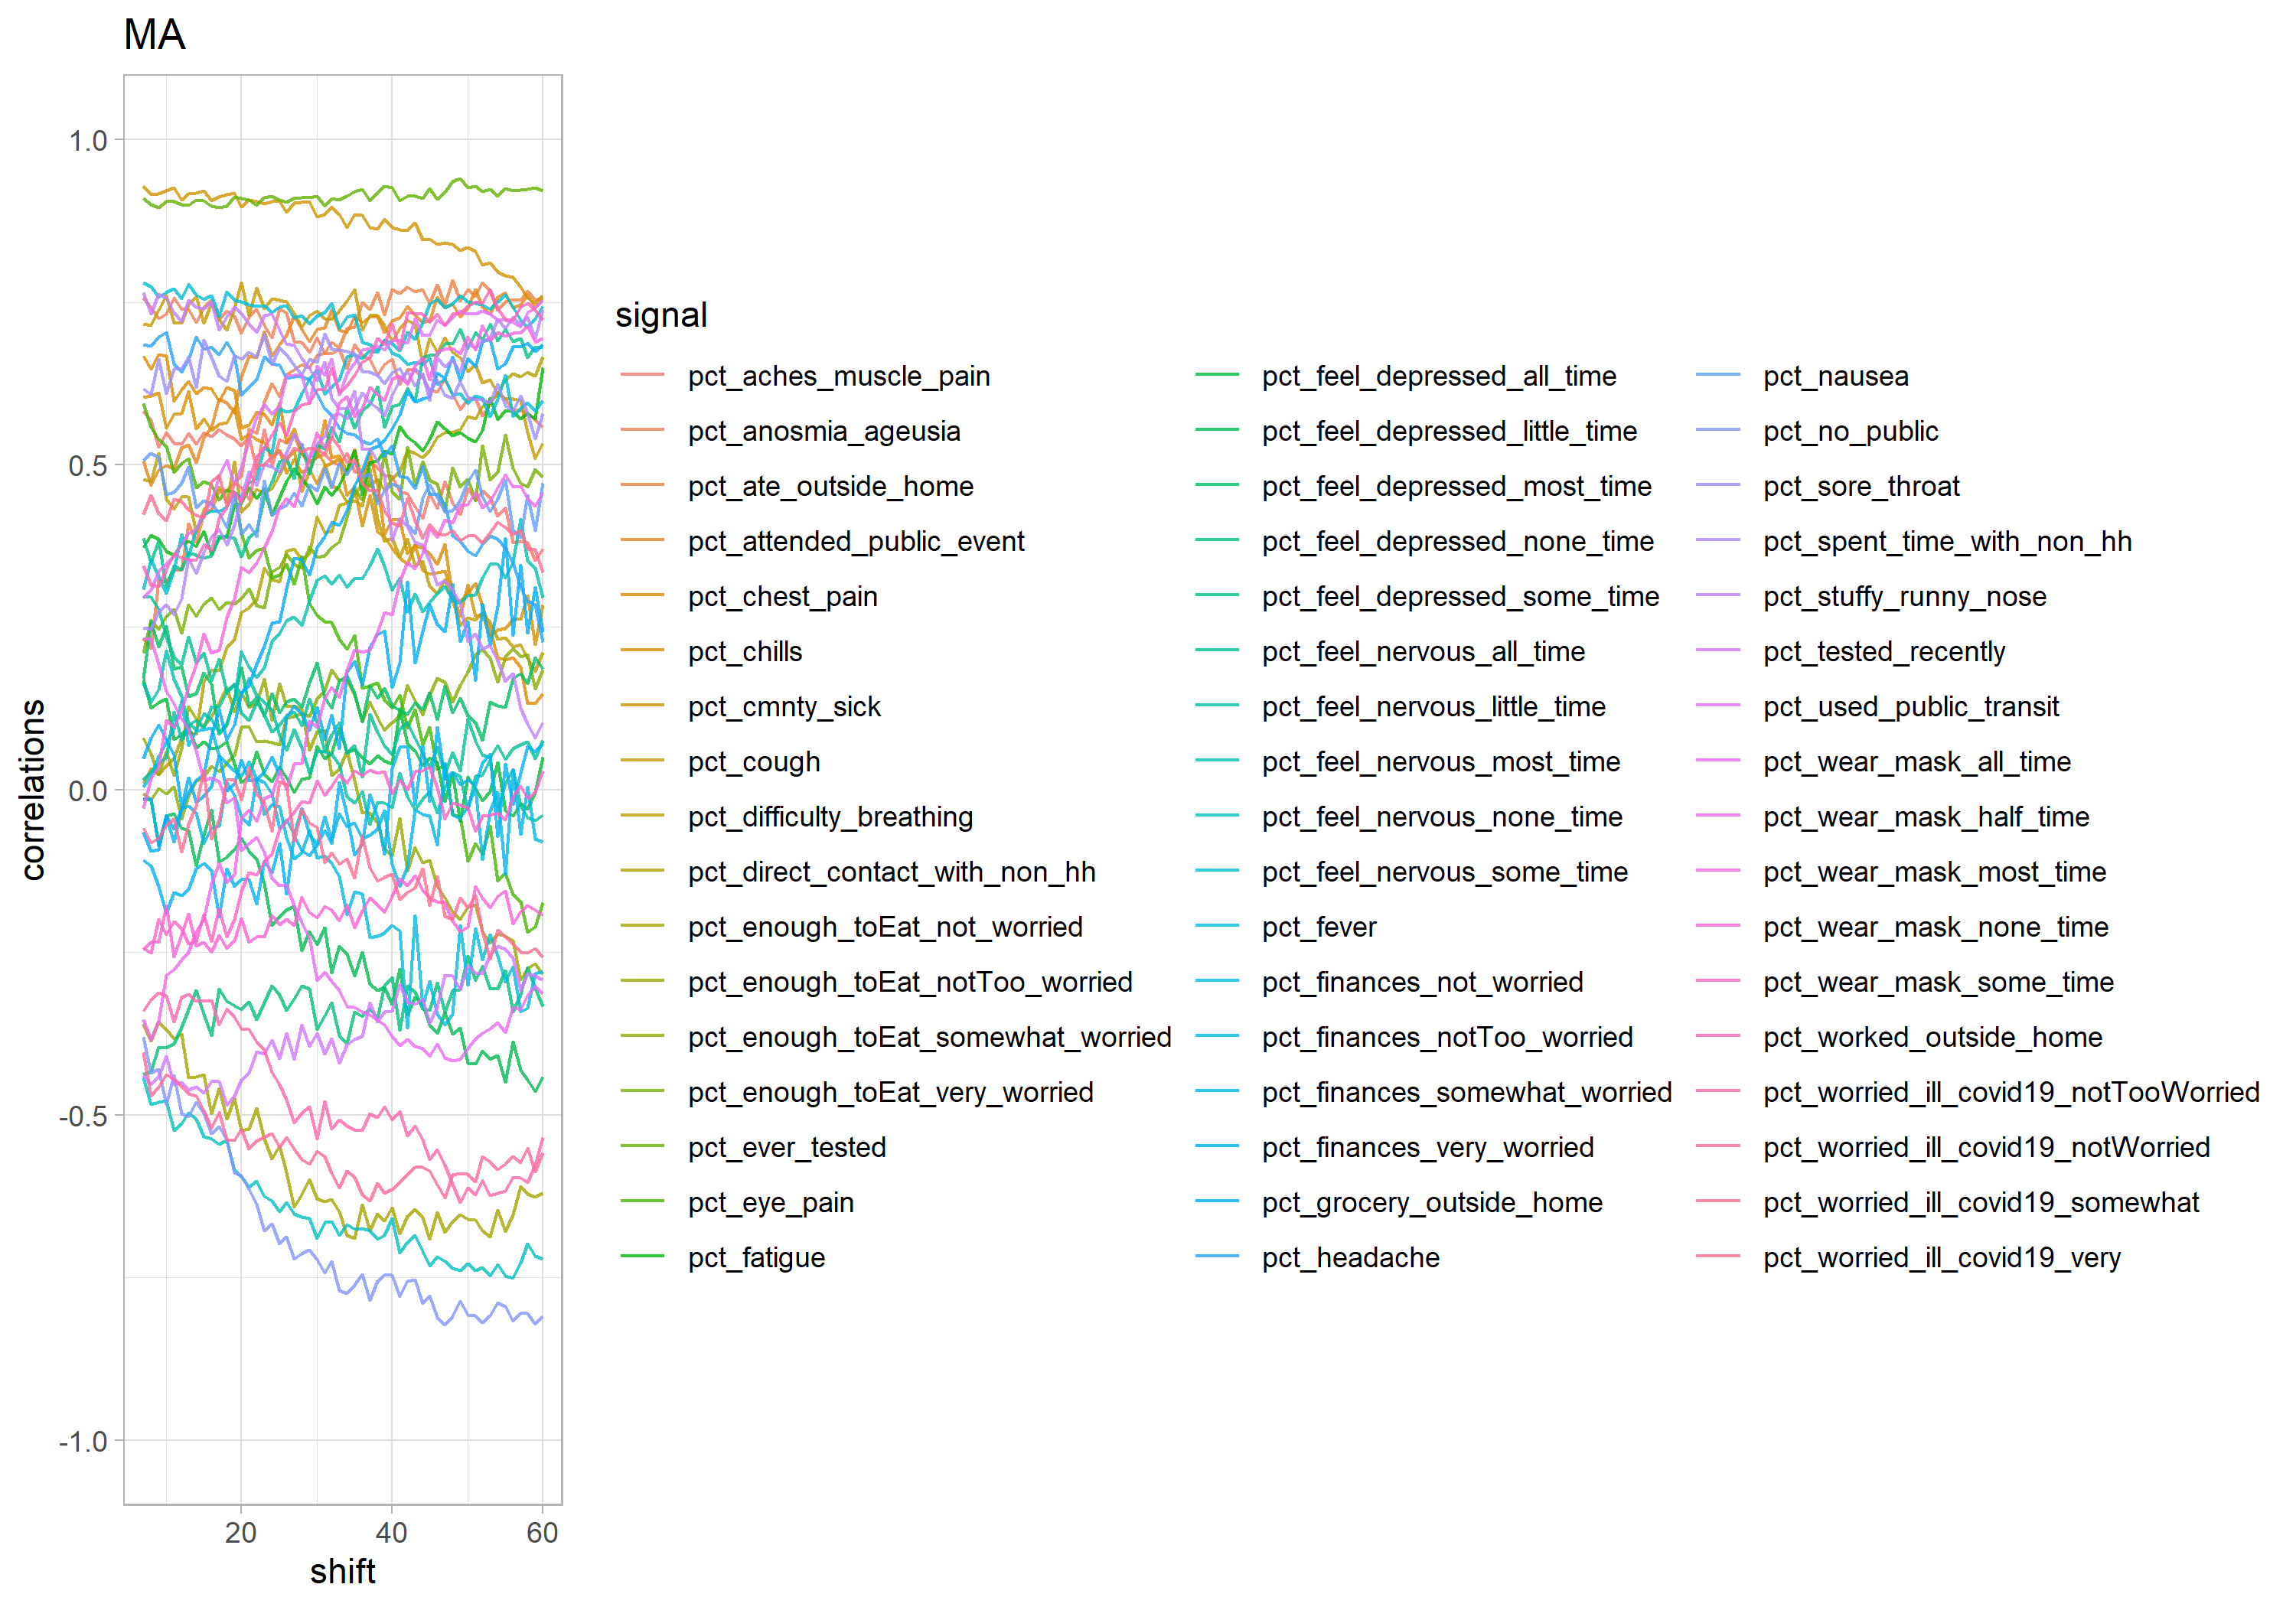 MA
1.0
0.5
0.0
-0.5
-1.0
correlations
20 40 60
shift
signal
pct_aches_muscle_pain
pct_anosmia_ageusia
pct_ate_outside_home
pct_attended_public_event
pct_chest_pain
pct_chills
pct_cmnty_sick
pct_cough
pct_difficulty_breathing
pct_direct_contact_with_non_hh
pct_enough_toEat_not_worried
pct_enough_toEat_notToo_worried
pct_enough_toEat_somewhat_worried
pct_enough_toEat_very_worried
pct_ever_tested
pct_eye_pain
pct_fatigue
pct_feel_depressed_all_time
pct_feel_depressed_little_time
pct_feel_depressed_most_time
pct_feel_depressed_none_time
pct_feel_depressed_some_time
pct_feel_nervous_all_time
pct_feel_nervous_little_time
pct_feel_nervous_most_time
pct_feel_nervous_none_time
pct_feel_nervous_some_time
pct_fever
pct_finances_not_worried
pct_finances_notToo_worried
pct_finances_somewhat_worried
pct_finances_very_worried
pct_grocery_outside_home
pct_headache
pct_nausea
pct_no_public
pct_sore_throat
pct_spent_time_with_non_hh
pct_stuffy_runny_nose
pct_tested_recently
pct_used_public_transit
pct_wear_mask_all_time
pct_wear_mask_half_time
pct_wear_mask_most_time
pct_wear_mask_none_time
pct_wear_mask_some_time
pct_worked_outside_home
pct_worried_ill_covid19_notTooWorried
pct_worried_ill_covid19_notWorried
pct_worried_ill_covid19_somewhat
pct_worried_ill_covid19_very